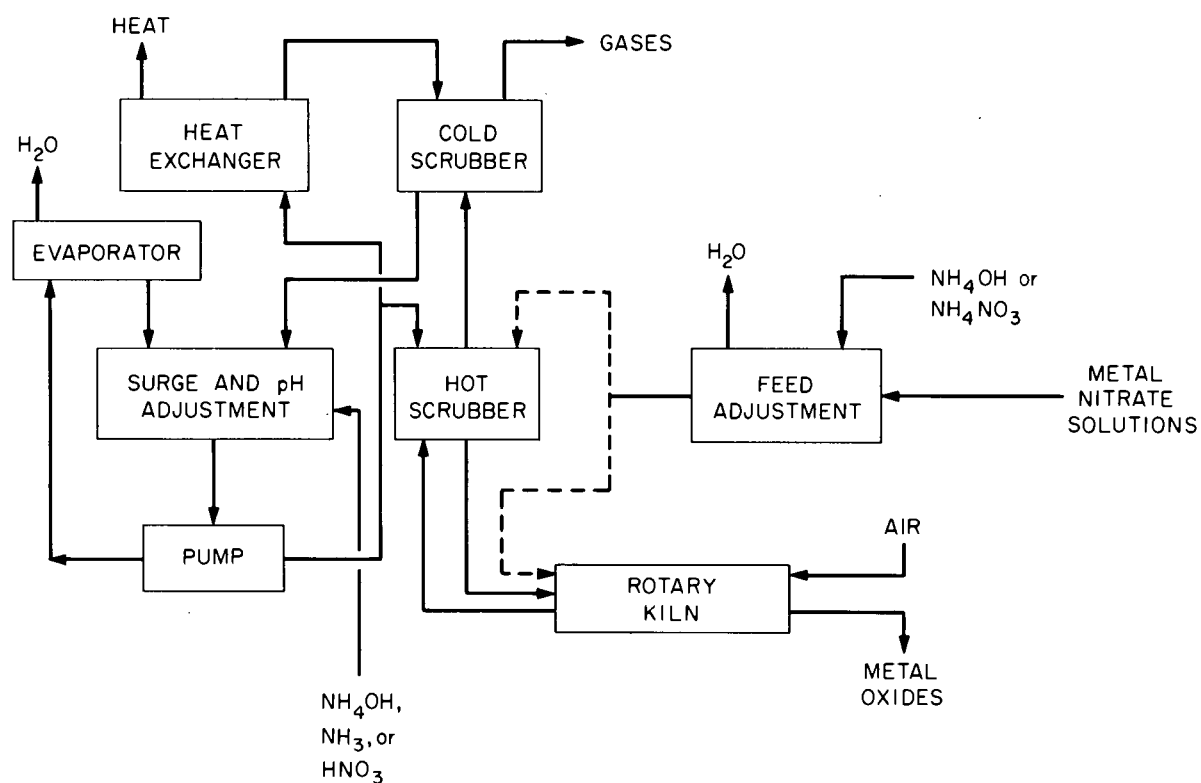 HEAT
GASES
HEAT
EXCHANGER
COLD
SCRUBBER
H₂O
EVAPORATOR
H₂O
NH₄OH or
NH₄NO₃
SURGE AND pH
ADJUSTMENT
HOT
SCRUBBER
FEED
ADJUSTMENT
METAL
NITRATE
SOLUTIONS
PUMP
AIR
ROTARY
KILN
METAL
OXIDES
NH₄OH,
NH₃, or
HNO₃